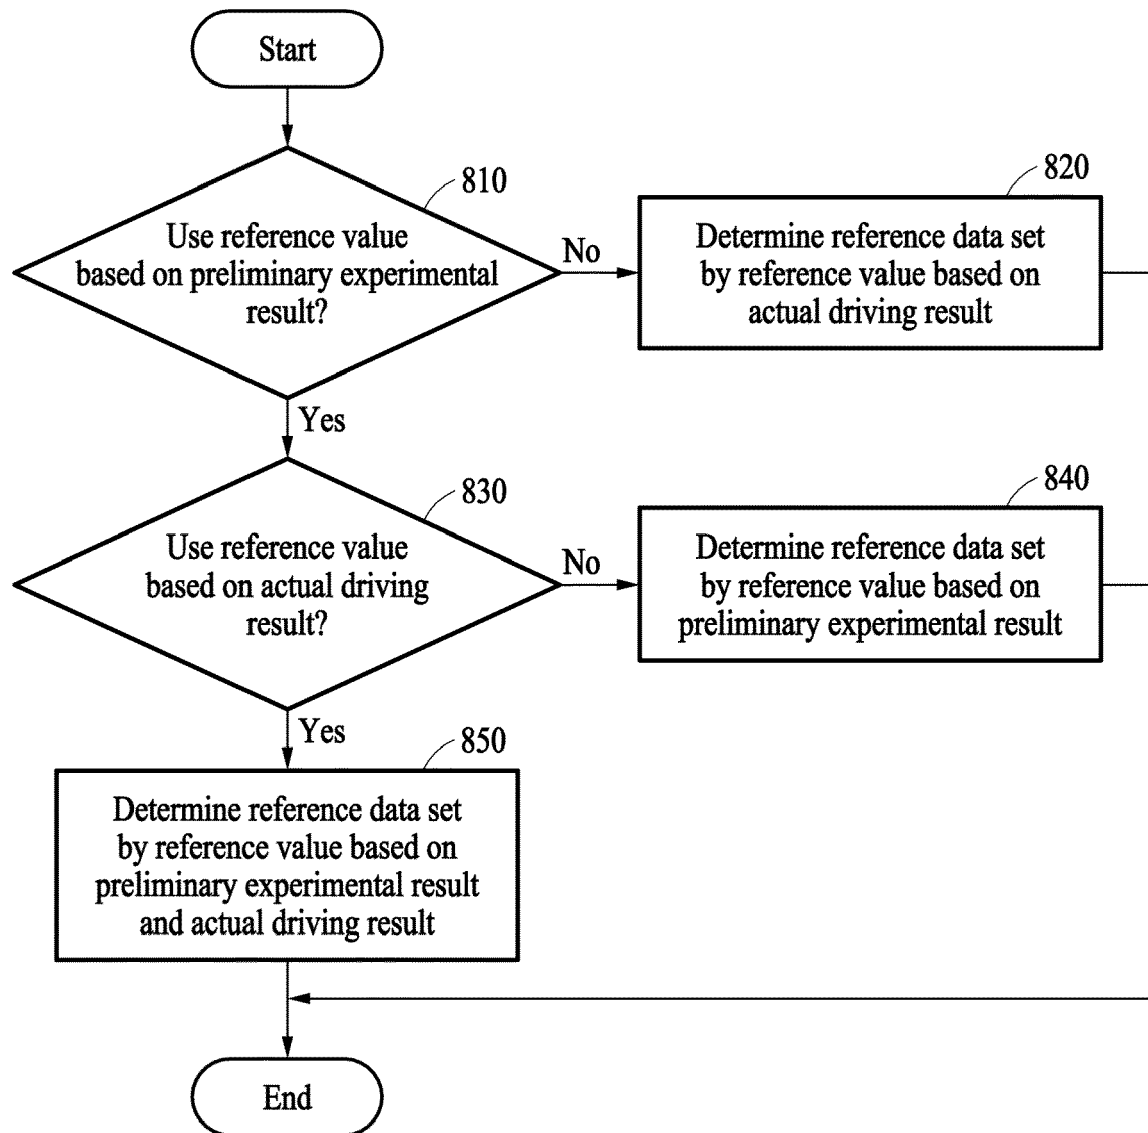 Start
810
Use reference value
based on preliminary experimental
result?
No
820
Determine reference data set
by reference value based on
actual driving result
Yes
830
Use reference value
based on actual driving
result?
No
840
Determine reference data set
by reference value based on
preliminary experimental result
Yes
850
Determine reference data set
by reference value based on
preliminary experimental result
and actual driving result
End